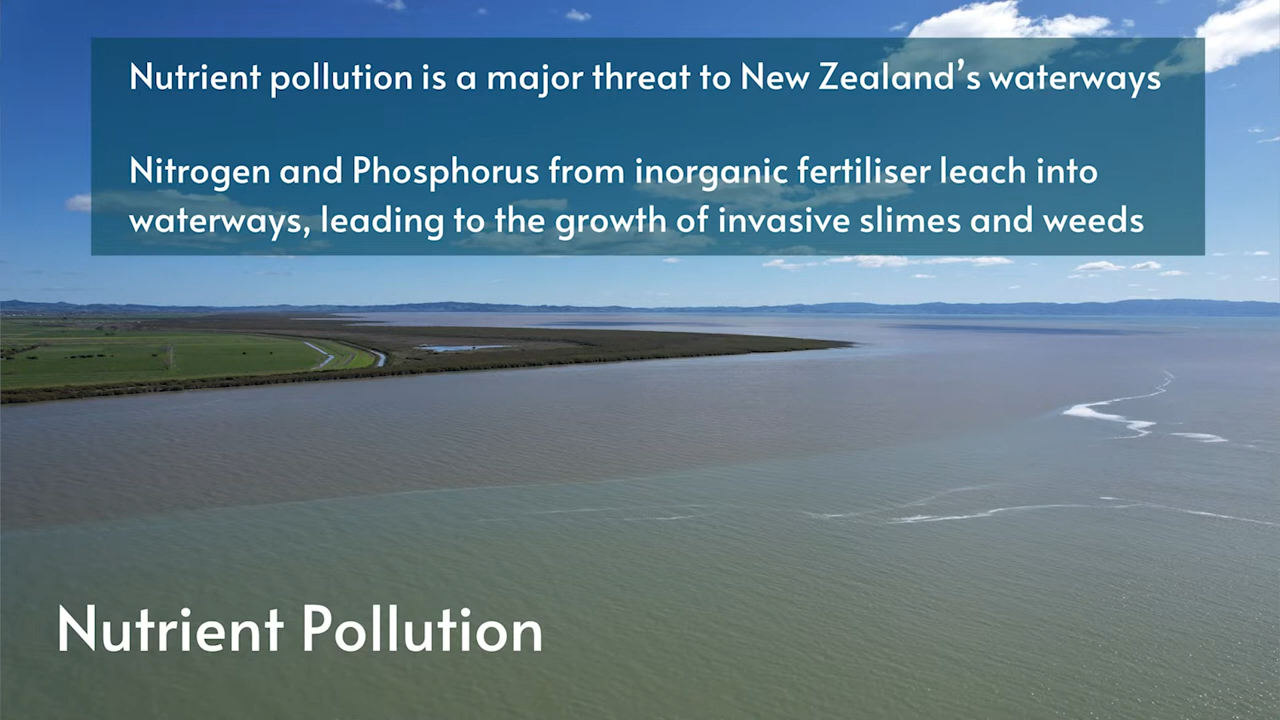 Nutrient pollution is a major threat to New Zealand’s waterways
Nitrogen and Phosphorus from inorganic fertiliser leach into
waterways, leading to the growth of invasive slimes and weeds
Nutrient Pollution